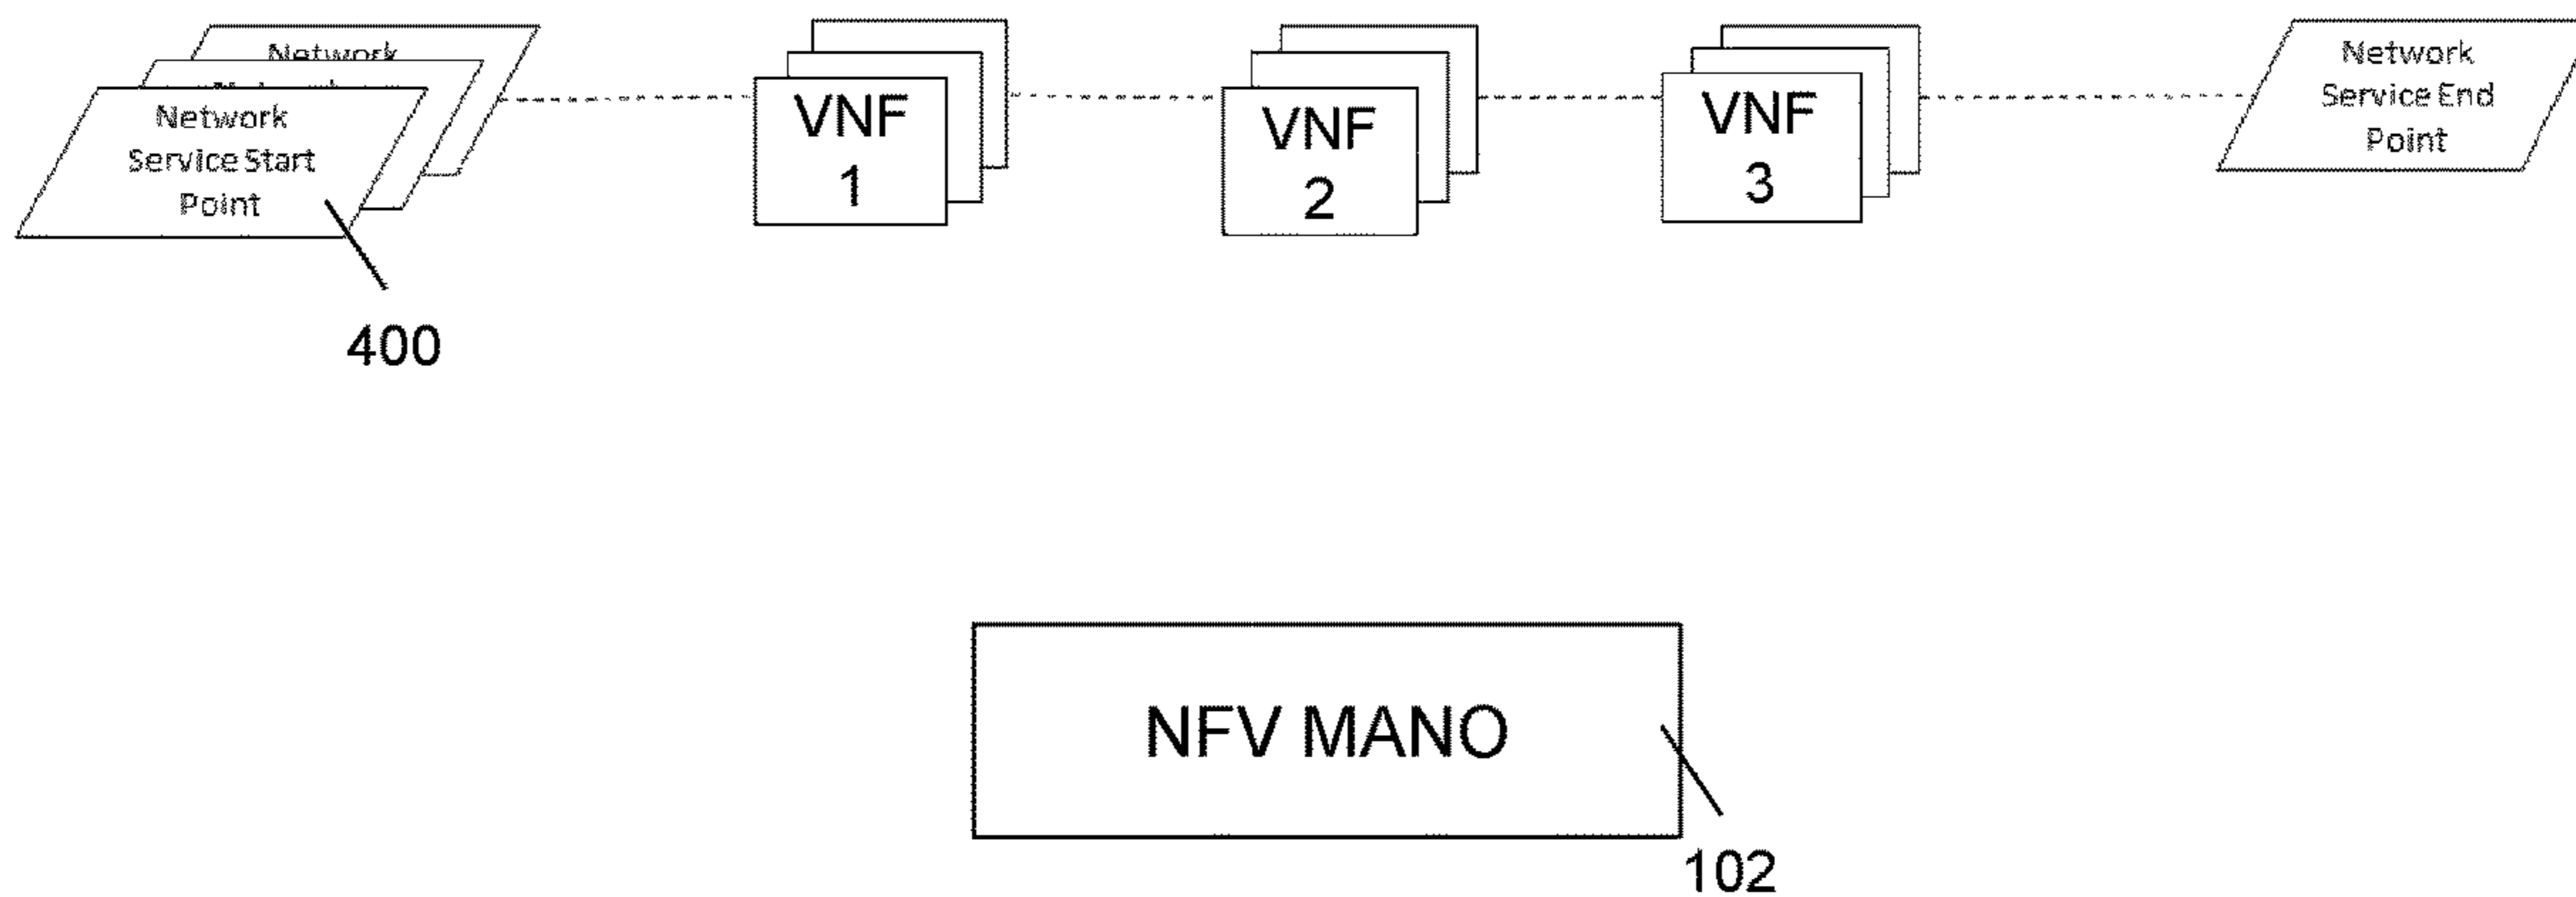 Network
Network
Service Start
Point
400
VNF
1
VNF
2
VNF
3
Network
Service End
Point
NFV MANO
102